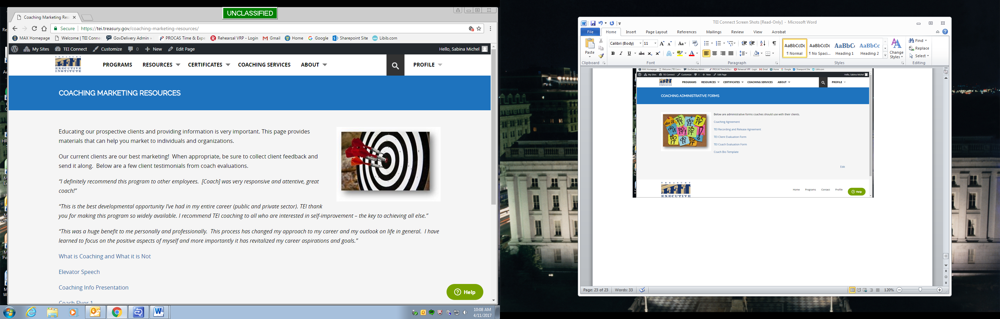 UNCLASSIFIED
Coaching Marketing Res
Secure https://tei.treasury.gov/coaching-marketing-resources/
MAX Homepage Welcome | TEI Conne GovDelivery Admin » PROCAS Time & Expe Rehearsal VRP - Login Gmail Home Google Sharepoint Site Libib.com
My Sites TEI Connect Customize 0 New Edit Page Hello, Sabina Michel
TREASURY
EXECUTIVE
INSTITUTE
PROGRAMS RESOURCES CERTIFICATES COACHING SERVICES ABOUT PROFILE
COACHING MARKETING RESOURCES
Educating our prospective clients and providing information is very important. This page provides
materials that can help you market to individuals and organizations.
Our current clients are our best marketing! When appropriate, be sure to collect client feedback and
send it along. Below are a few client testimonials from coach evaluations.
“I definitely recommend this program to other employees. [Coach] was very responsive and attentive, great
coach!”
“This is the best developmental opportunity I’ve had in my entire career (public and private sector). TEI thank
you for making this program so widely available. I recommend TEI coaching to all who are interested in self-improvement – the key to achieving all else.”
“This was a huge benefit to me personally and professionally. This process has changed my approach to my career and my outlook on life in general. I have
learned to focus on the positive aspects of myself and more importantly it has revitalized my career aspirations and goals.”
What is Coaching and What it is Not
Elevator Speech
Coaching Info Presentation
Coach Flyer 1
Help
10:08 AM
4/11/2017
TEI Connect Screen Shots [Read-Only] - Microsoft Word
File Home Insert Page Layout References Mailings Review View Acrobat
Calibri (Body) 11
Paste
AaBbCcDc AaBbCcDc AaBbC AaBbCc
¶ Normal ¶ No Spaci... Heading 1 Heading 2
Change
Styles
Find
Replace
Select
Clipboard Font Paragraph Styles Editing
MAX Homepage Welcome | TEI Conne GovDelivery Admin » PROCAS Time & Expe Rehearsal VRP - Login Gmail Home Google Sharepoint Site Libib.com
My Sites TEI Connect Customize 0 New Edit Page Hello, Sabina Michel
PROGRAMS RESOURCES CERTIFICATES COACHING SERVICES ABOUT PROFILE
COACHING ADMINISTRATIVE FORMS
do it DO IT DO IT
Below are administrative forms coaches should use with their clients.
Coaching Agreement
TEI Recording and Release Agreement
TEI Client Evaluation Form
TEI Coach Evaluation Form
Coach Bio Template
Edit
TREASURY
EXECUTIVE
Home Programs Contact Profile Help
Page: 23 of 23 Words: 33 120%